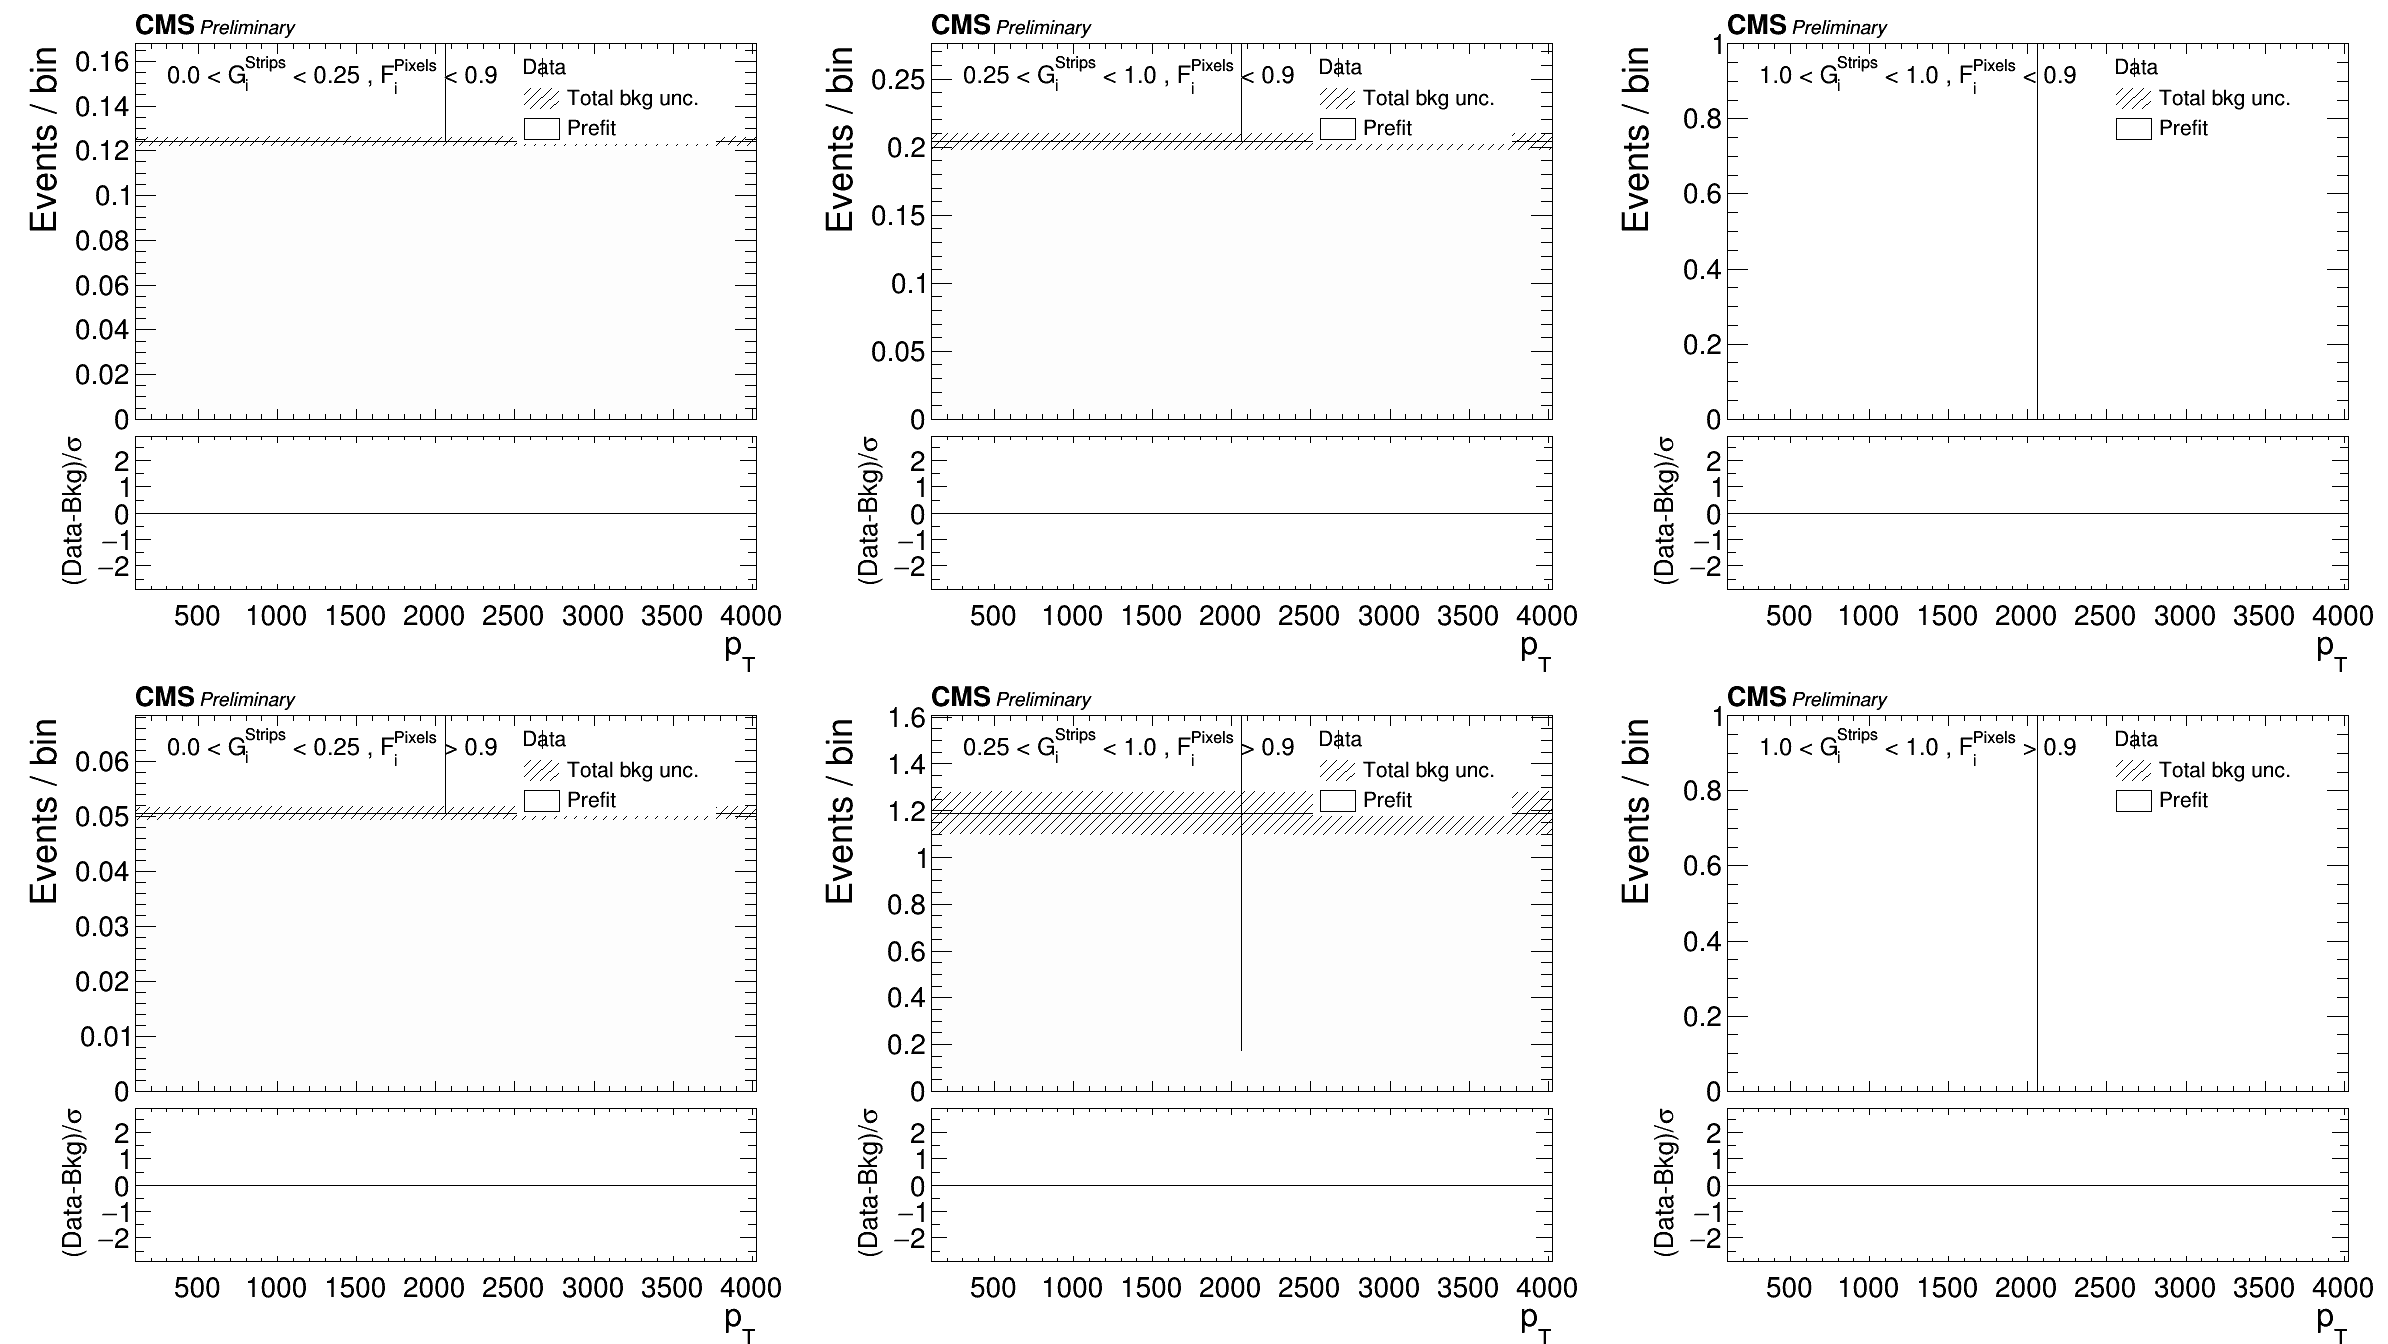 CMS Preliminary
Events / bin
0.0 < G_i^Strips < 0.25 , F_i^Pixels < 0.9
Data
Total bkg unc.
Prefit
0.16
0.14
0.12
0.1
0.08
0.06
0.04
0.02
0
(Data-Bkg)/σ
2
1
0
−1
−2
500 1000 1500 2000 2500 3000 3500 4000
p_T
CMS Preliminary
Events / bin
0.25 < G_i^Strips < 1.0 , F_i^Pixels < 0.9
Data
Total bkg unc.
Prefit
0.25
0.2
0.15
0.1
0.05
0
(Data-Bkg)/σ
2
1
0
−1
−2
500 1000 1500 2000 2500 3000 3500 4000
p_T
CMS Preliminary
Events / bin
1.0 < G_i^Strips < 1.0 , F_i^Pixels < 0.9
Data
Total bkg unc.
Prefit
1
0.8
0.6
0.4
0.2
0
(Data-Bkg)/σ
2
1
0
−1
−2
500 1000 1500 2000 2500 3000 3500 4000
p_T
CMS Preliminary
Events / bin
0.0 < G_i^Strips < 0.25 , F_i^Pixels > 0.9
Data
Total bkg unc.
Prefit
0.06
0.05
0.04
0.03
0.02
0.01
0
(Data-Bkg)/σ
2
1
0
−1
−2
500 1000 1500 2000 2500 3000 3500 4000
p_T
CMS Preliminary
Events / bin
0.25 < G_i^Strips < 1.0 , F_i^Pixels > 0.9
Data
Total bkg unc.
Prefit
1.6
1.4
1.2
1
0.8
0.6
0.4
0.2
0
(Data-Bkg)/σ
2
1
0
−1
−2
500 1000 1500 2000 2500 3000 3500 4000
p_T
CMS Preliminary
Events / bin
1.0 < G_i^Strips < 1.0 , F_i^Pixels > 0.9
Data
Total bkg unc.
Prefit
1
0.8
0.6
0.4
0.2
0
(Data-Bkg)/σ
2
1
0
−1
−2
500 1000 1500 2000 2500 3000 3500 4000
p_T